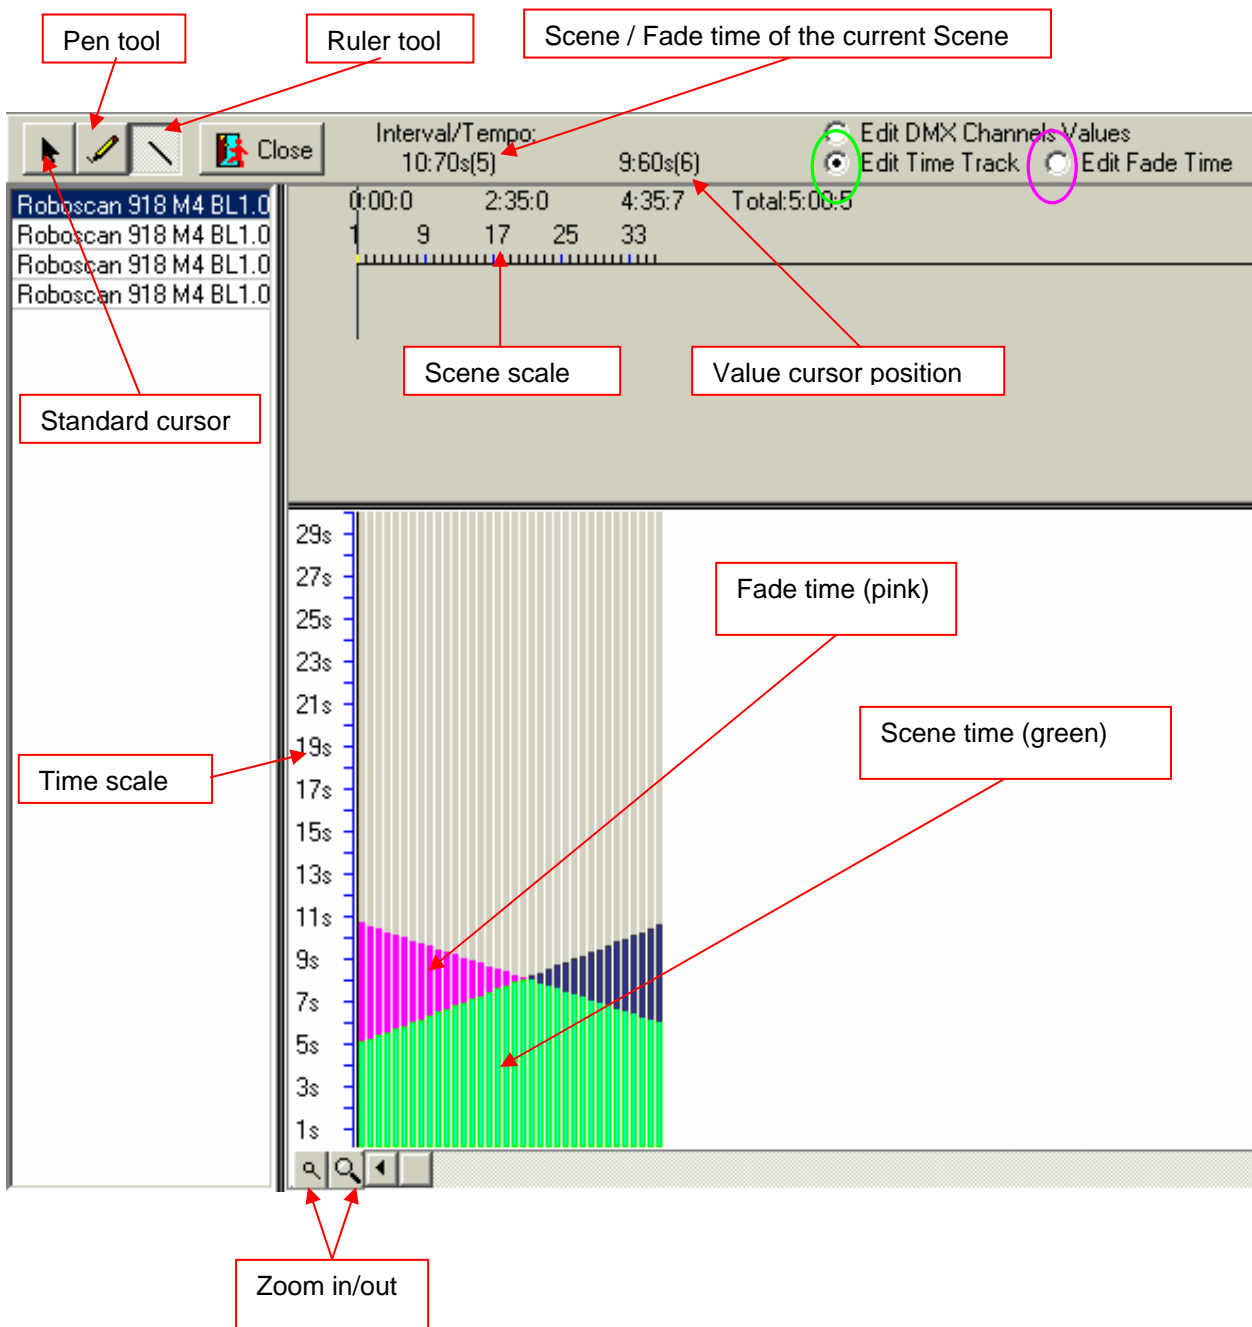 Pen tool
Ruler tool
Scene / Fade time of the current Scene
Close
Interval/Tempo:
10:70s(5)
9:60s(6)
Edit DMX Channels Values
Edit Time Track
Edit Fade Time
Roboscan 918 M4 BL1.0
Roboscan 918 M4 BL1.0
Roboscan 918 M4 BL1.0
Roboscan 918 M4 BL1.0
0:00:0 2:35:0 4:35:7 Total:5:00:5
1 9 17 25 33
Scene scale
Value cursor position
Standard cursor
29s
27s
25s
23s
21s
19s
17s
15s
13s
11s
9s
7s
5s
3s
1s
Fade time (pink)
Scene time (green)
Time scale
Zoom in/out